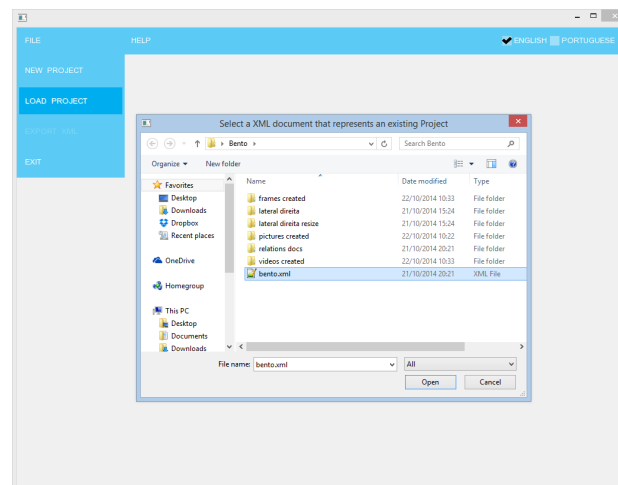 FILE
HELP
ENGLISH
PORTUGUESE
NEW PROJECT
LOAD PROJECT
EXPORT XML
EXIT
Select a XML document that represents an existing Project
Bento
Search Bento
Organize
New folder
Favorites
Desktop
Downloads
Dropbox
Recent places
OneDrive
Homegroup
This PC
Desktop
Documents
Downloads
Name Date modified Type
frames created 22/10/2014 10:33 File folder
lateral direita 21/10/2014 15:24 File folder
lateral direita resize 21/10/2014 15:24 File folder
pictures created 22/10/2014 10:22 File folder
relations docs 21/10/2014 20:21 File folder
videos created 22/10/2014 10:33 File folder
bento.xml 21/10/2014 20:21 XML File
File name: bento.xml
All
Open
Cancel